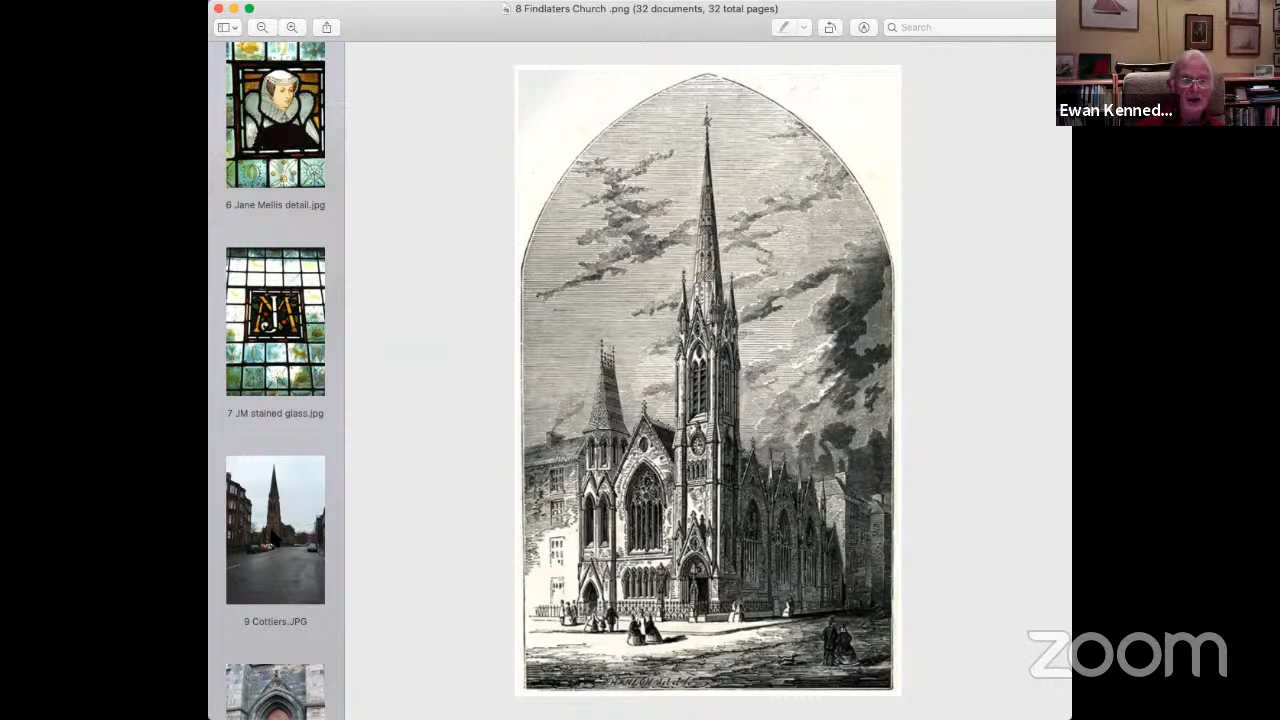 8 Findlaters Church .png (32 documents, 32 total pages)
Search
Ewan Kenned...
6 Jane Mellis detail.jpg
JM
7 JM stained glass.jpg
9 Cottiers.JPG
zoom